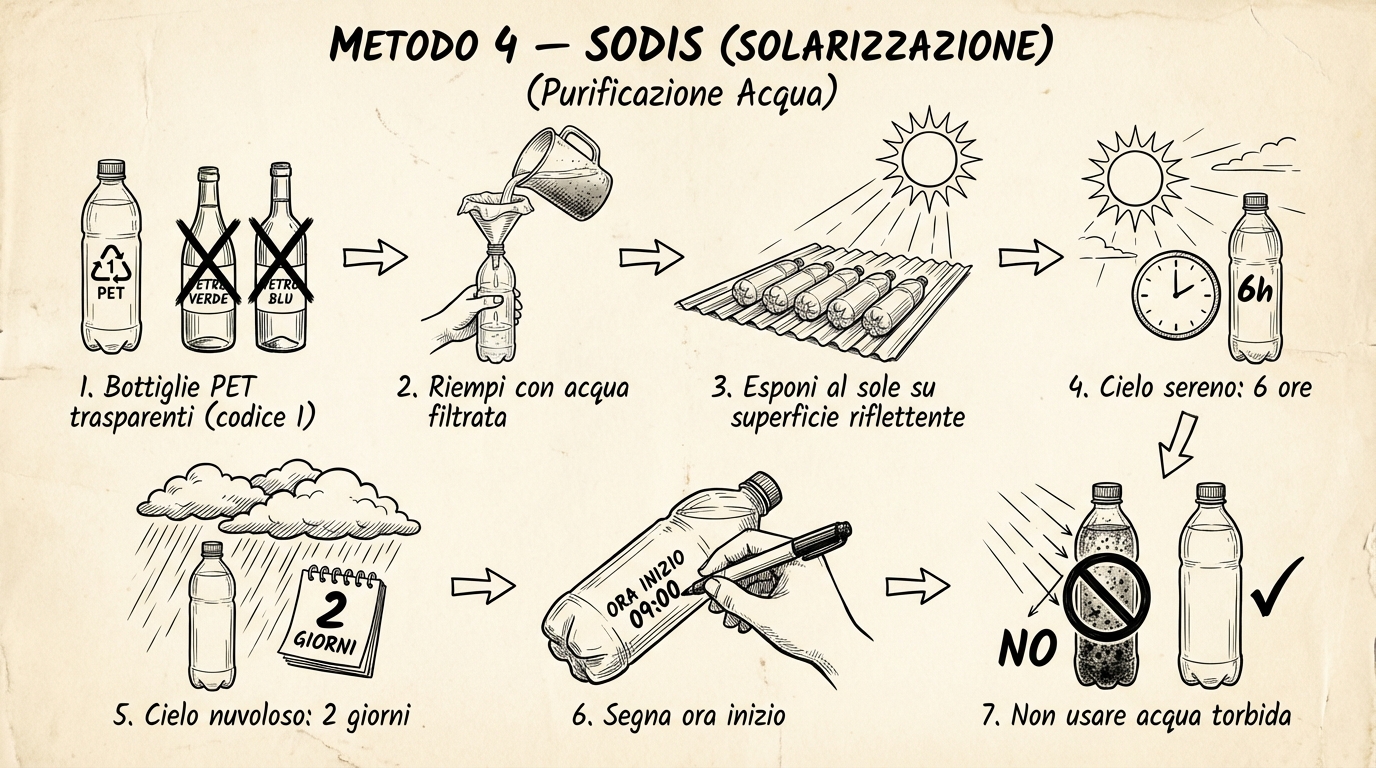 METODO 4 — SODIS (SOLARIZZAZIONE)
(Purificazione Acqua)
1
PET
VERDE
BLU
6h
1. Bottiglie PET
trasparenti (codice 1)
2. Riempi con acqua
filtrata
3. Esponi al sole su
superficie riflettente
4. Cielo sereno: 6 ore
2
GIORNI
ORA INIZIO
09:00
NO
5. Cielo nuvoloso: 2 giorni
6. Segna ora inizio
7. Non usare acqua torbida